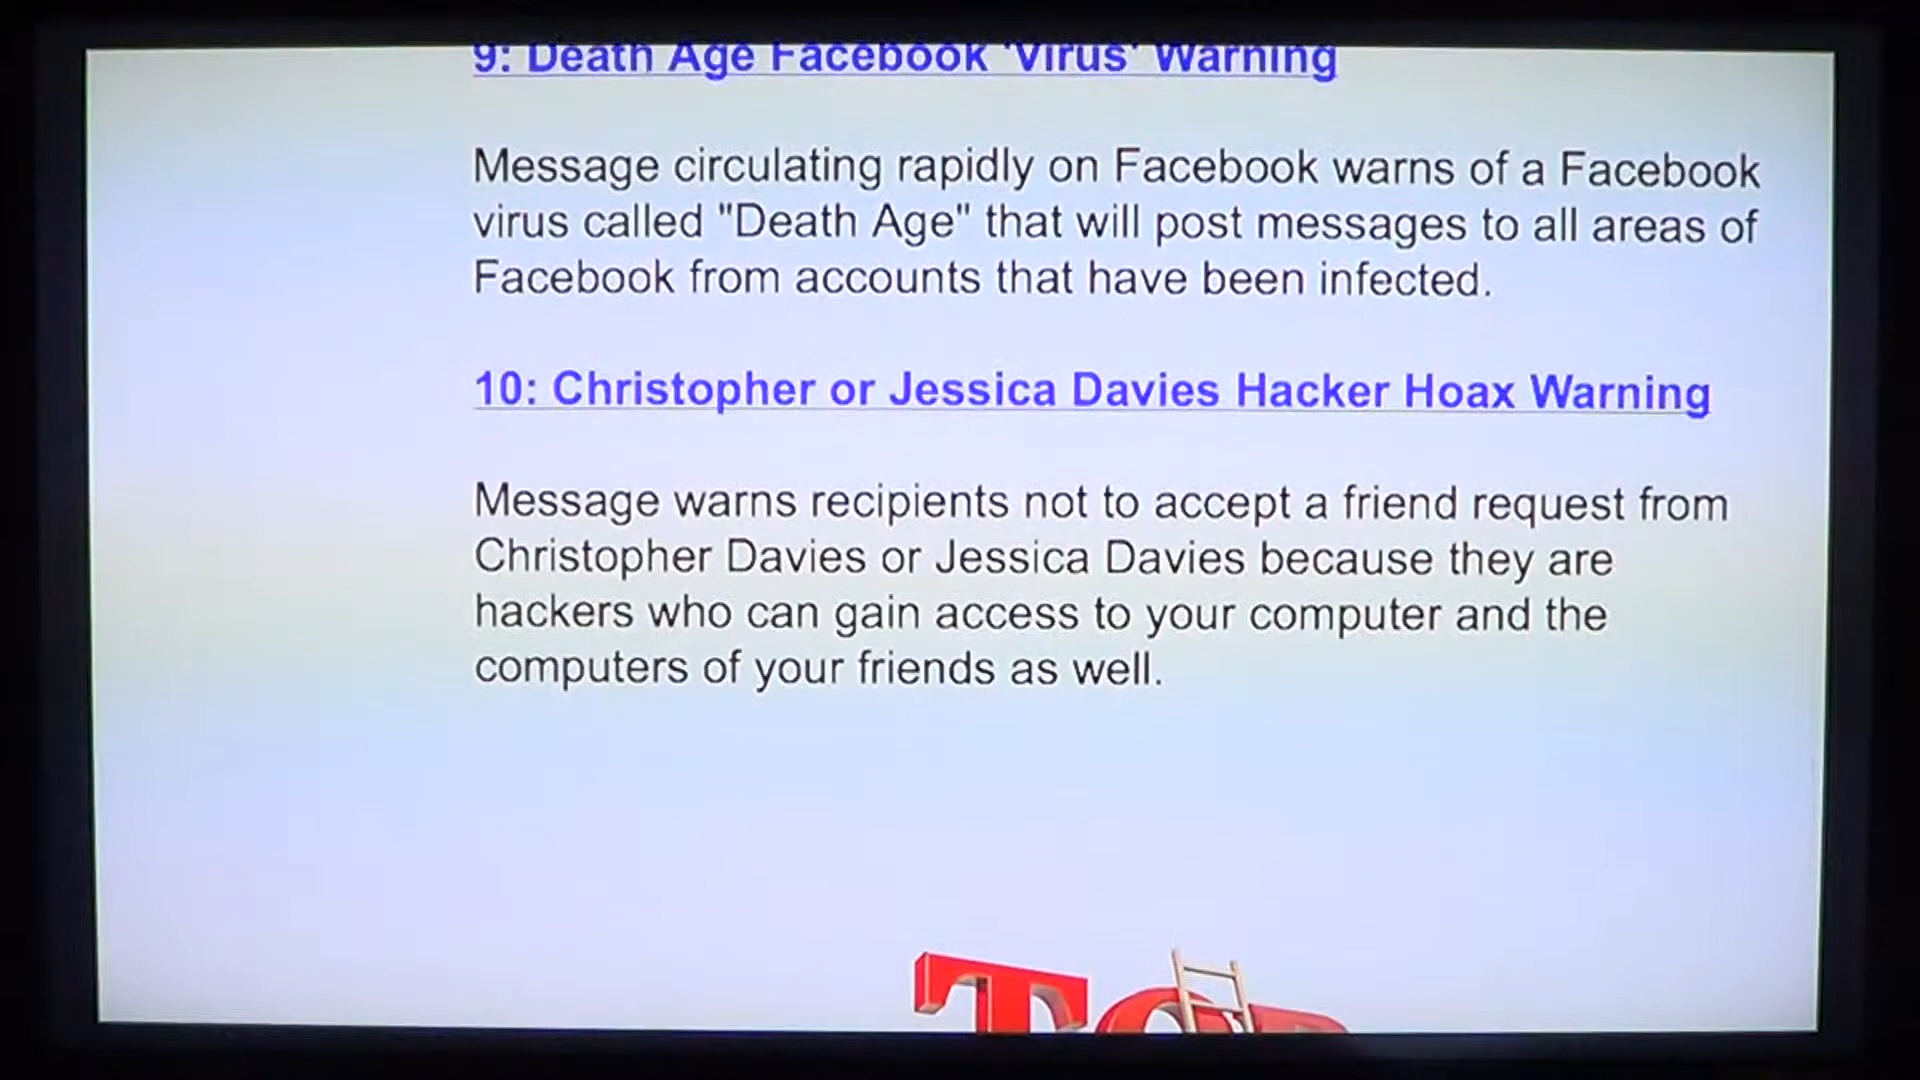 9: Death Age Facebook 'Virus' Warning
Message circulating rapidly on Facebook warns of a Facebook
virus called "Death Age" that will post messages to all areas of
Facebook from accounts that have been infected.
10: Christopher or Jessica Davies Hacker Hoax Warning
Message warns recipients not to accept a friend request from
Christopher Davies or Jessica Davies because they are
hackers who can gain access to your computer and the
computers of your friends as well.
TOP